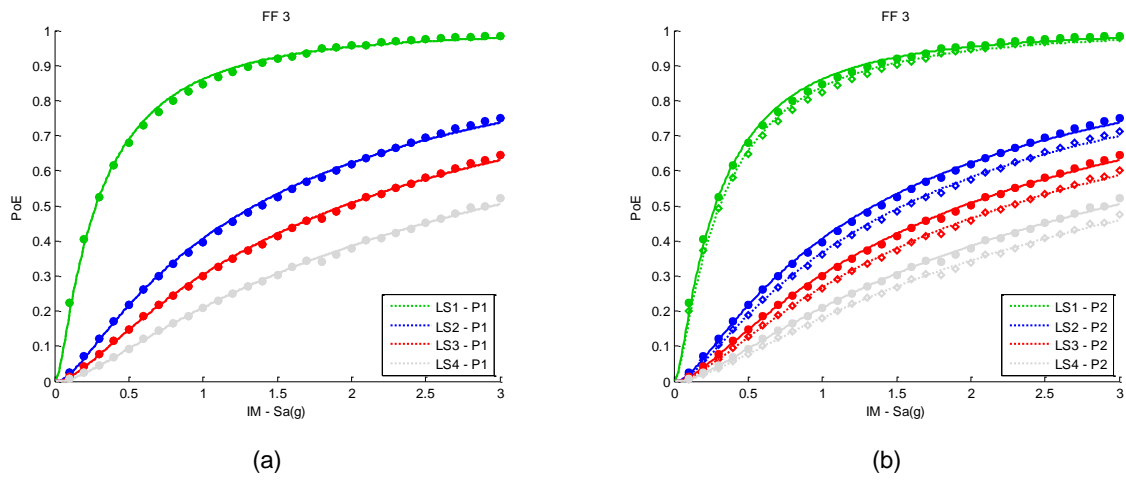 FF 3
1
0.9
0.8
0.7
0.6
0.5
0.4
0.3
0.2
0.1
0
PoE
0 0.5 1 1.5 2 2.5 3
IM - Sa(g)
LS1 - P1
LS2 - P1
LS3 - P1
LS4 - P1
(a)
FF 3
1
0.9
0.8
0.7
0.6
0.5
0.4
0.3
0.2
0.1
0
PoE
0 0.5 1 1.5 2 2.5 3
IM - Sa(g)
LS1 - P2
LS2 - P2
LS3 - P2
LS4 - P2
(b)